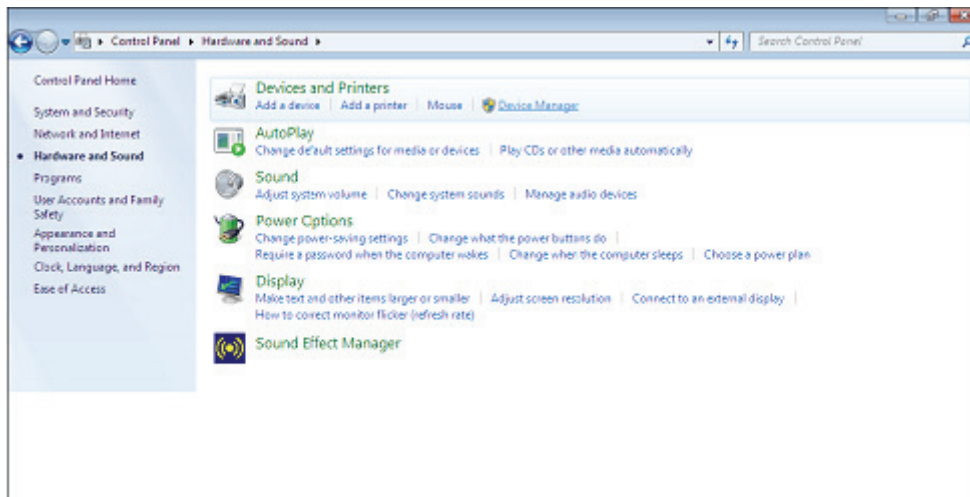 Control Panel Hardware and Sound Search Control Panel
Control Panel Home
System and Security
Network and Internet
Hardware and Sound
Programs
User Accounts and Family
Safety
Appearance and
Personalization
Clock, Language, and Region
Ease of Access
Devices and Printers
Add a device Add a printer Mouse Device Manager
AutoPlay
Change default settings for media or devices Play CDs or other media automatically
Sound
Adjust system volume Change system sounds Manage audio devices
Power Options
Change power-saving settings Change what the power buttons do
Require a password when the computer wakes Change when the computer sleeps Choose a power plan
Display
Make text and other items larger or smaller Adjust screen resolution Connect to an external display
How to correct monitor flicker (refresh rate)
Sound Effect Manager